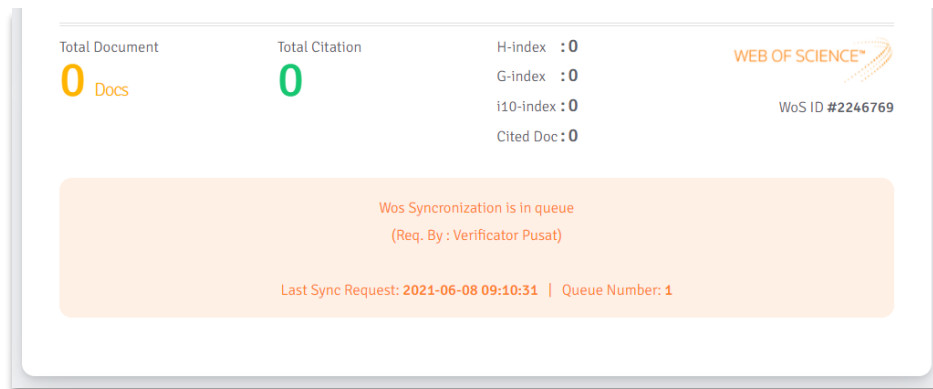 Total Document
0 Docs
Total Citation
0
H-index : 0
G-index : 0
i10-index : 0
Cited Doc : 0
WEB OF SCIENCE™
WoS ID #2246769
Wos Syncronization is in queue
(Req. By : Verificator Pusat)
Last Sync Request: 2021-06-08 09:10:31 | Queue Number: 1